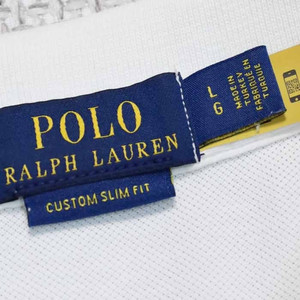 POLO
RALPH LAUREN
CUSTOM SLIM FIT
L
G
MADE IN
TURKEY
FABRIQUÉ EN
TURQUIE